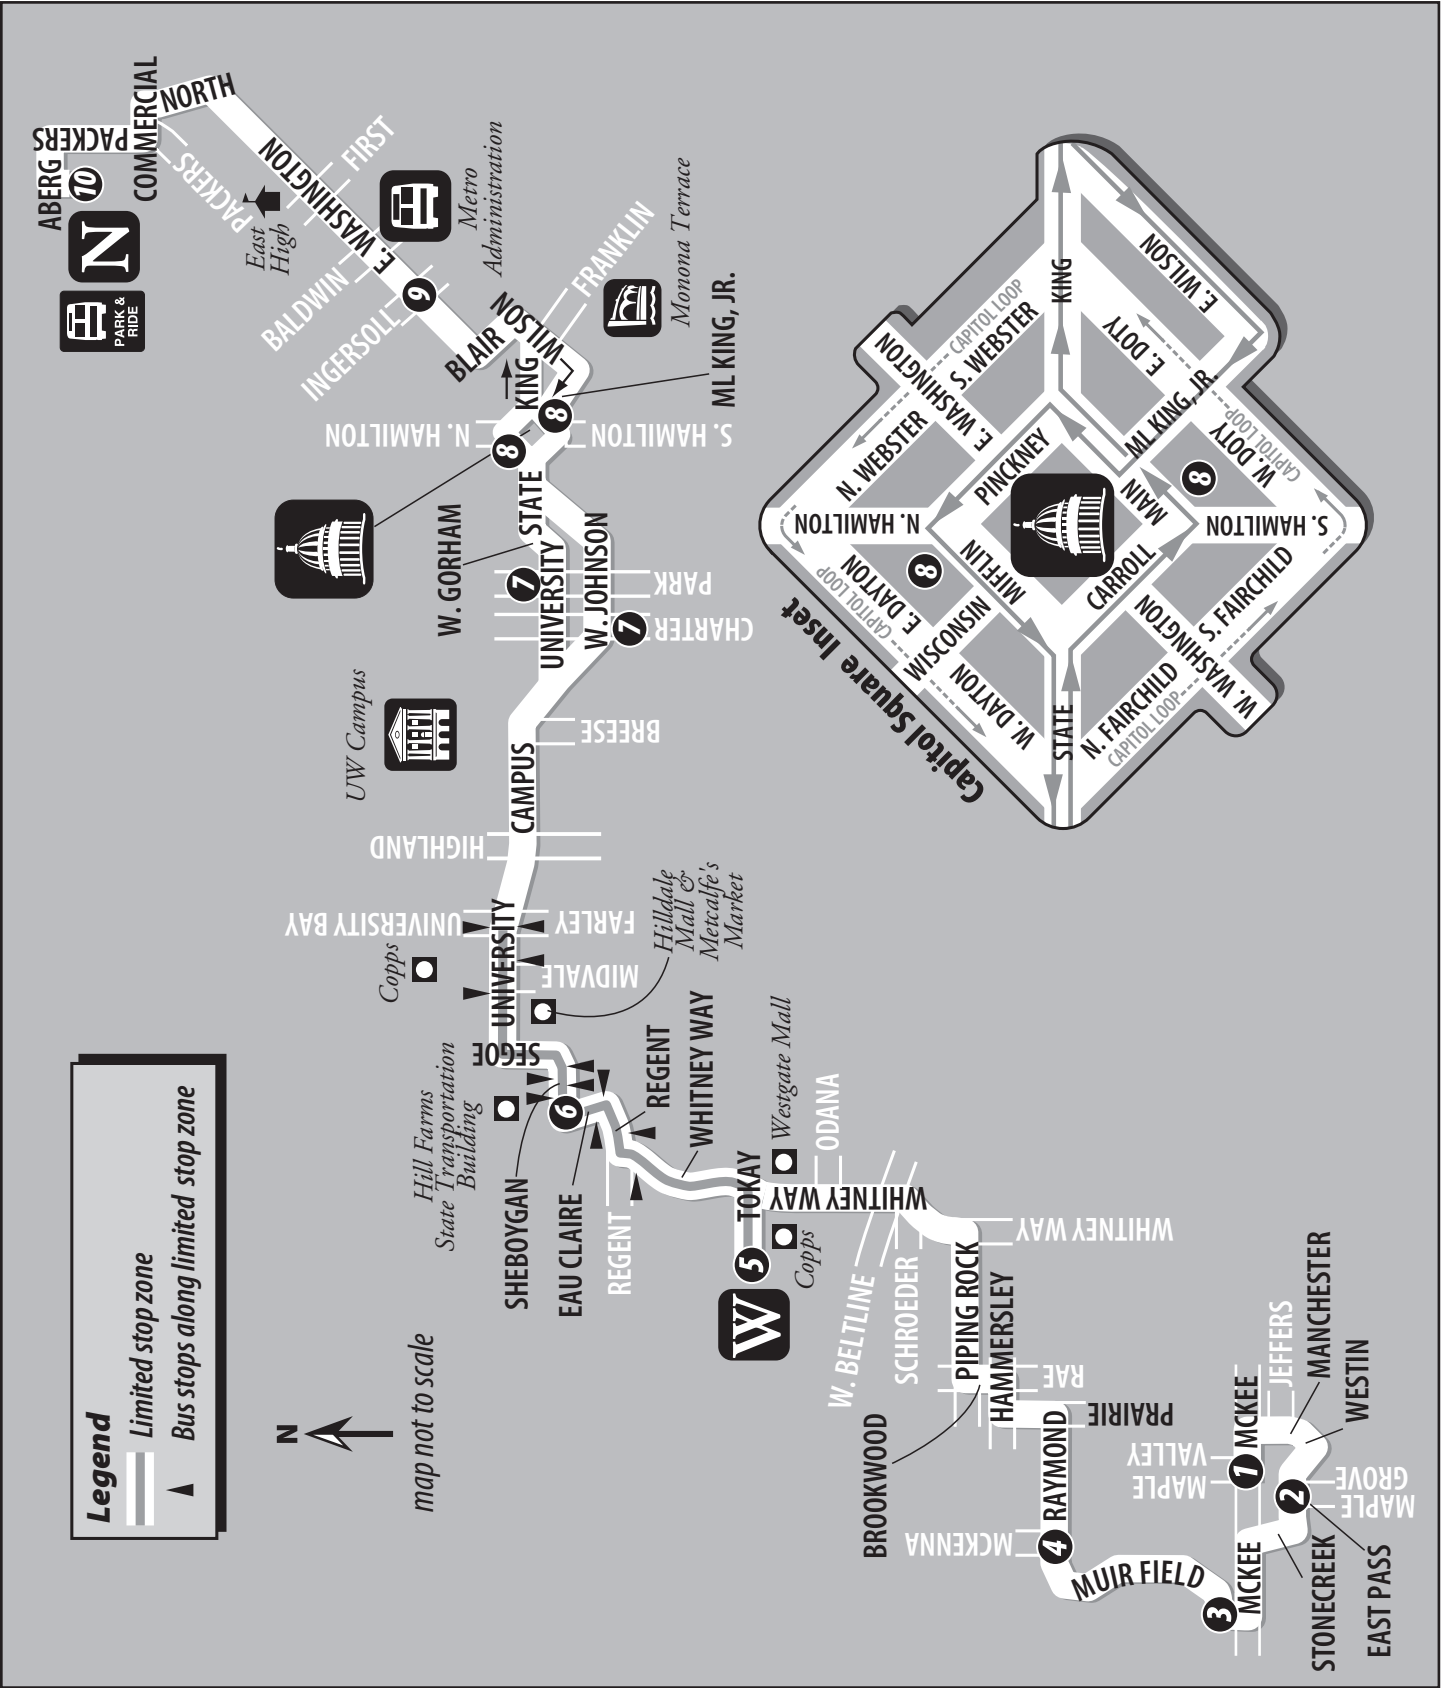 Legend
Limited stop zone
Bus stops along limited stop zone
N
map not to scale
PARK &
RIDE
N
ABERG
10
PACKERS
COMMERCIAL
NORTH
PACKERS
East
High
E. WASHINGTON
FIRST
BALDWIN
INGERSOLL
9
Metro
Administration
BLAIR
WILSON
FRANKLIN
Monona Terrace
KING
ML KING, JR.
8
8
N. HAMILTON
S. HAMILTON
STATE
W. GORHAM
UNIVERSITY
W. JOHNSON
7
7
PARK
CHARTER
UNIVERSITY
UW Campus
BREESE
CAMPUS
HIGHLAND
UNIVERSITY BAY
FARLEY
Copps
UNIVERSITY
MIDVALE
Hilldale
Mall &
Metcalfe's
Market
SEGOE
Hill Farms
State Transportation
Building
SHEBOYGAN
6
EAU CLAIRE
REGENT
REGENT
WHITNEY WAY
TOKAY
5
W
Westgate Mall
Copps
WHITNEY WAY
ODANA
W. BELTLINE
WHITNEY WAY
SCHROEDER
WHITNEY WAY
PIPING ROCK
HAMMERSLEY
RAE
BROOKWOOD
PRAIRIE
RAYMOND
MCKENNA
4
MUIR FIELD
3
MCKEE
MCKEE
1
MAPLE
VALLEY
JEFFERS
MANCHESTER
WESTIN
2
MAPLE
GROVE
STONECREEK
EAST PASS
Capitol Square Inset
STATE
N. FAIRCHILD
CAPITOL LOOP
W. WASHINGTON
S. FAIRCHILD
W. DAYTON
WISCONSIN
E. DAYTON
CAPITOL LOOP
MIFFLIN
CARROLL
8
N. HAMILTON
S. HAMILTON
PINCKNEY
MAIN
8
N. WEBSTER
E. WASHINGTON
S. WEBSTER
CAPITOL LOOP
ML KING, JR.
W. DOTY
CAPITOL LOOP
E. DOTY
KING
E. WILSON